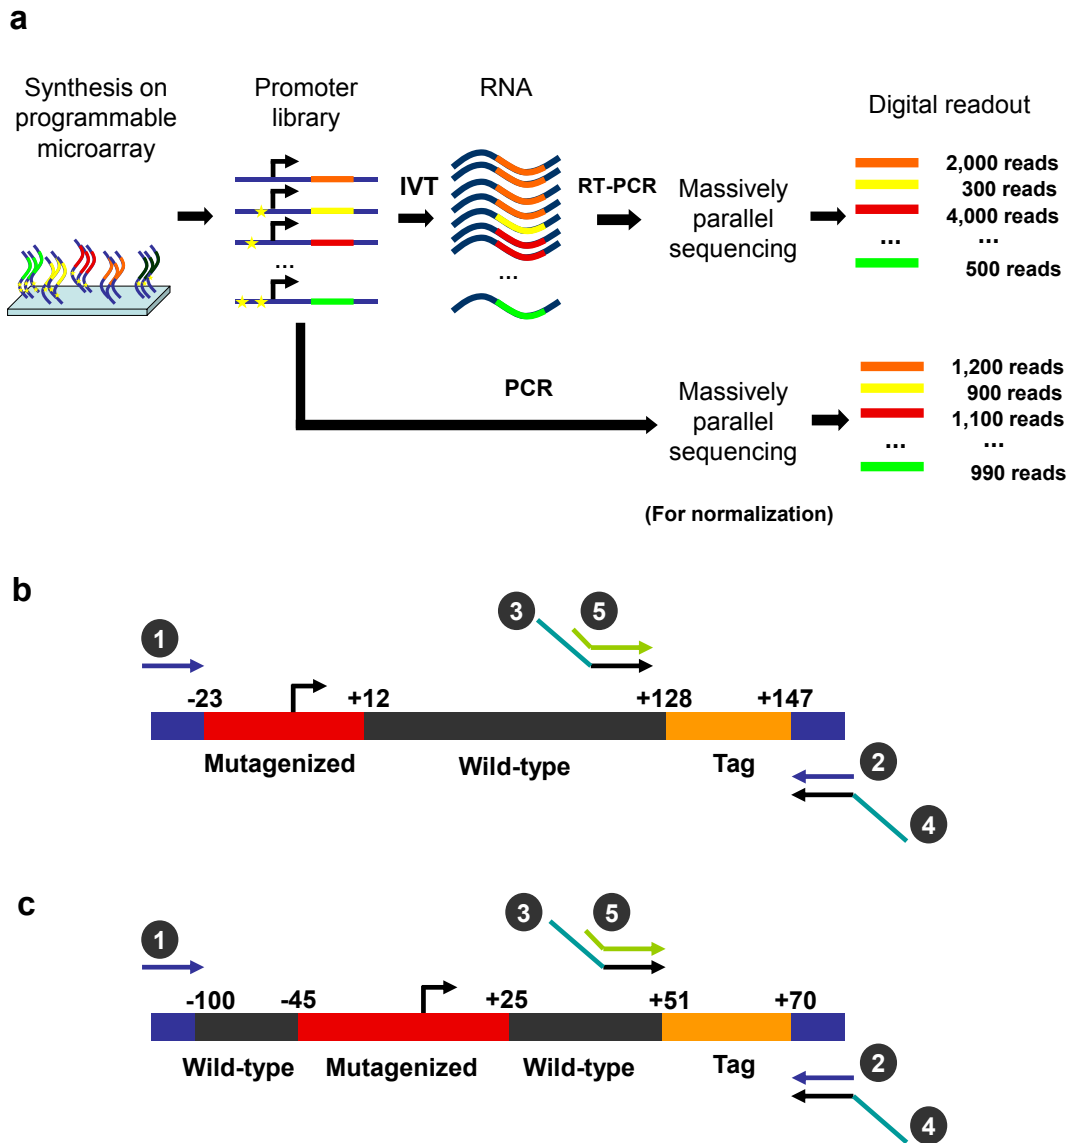 a
Synthesis on
programmable
microarray
Promoter
library
RNA
Digital readout
IVT
RT-PCR
Massively
parallel
sequencing
2,000 reads
300 reads
4,000 reads
... ...
500 reads
...
...
PCR
Massively
parallel
sequencing
(For normalization)
1,200 reads
900 reads
1,100 reads
... ...
990 reads
b
1
3
5
-23
+12
+128
+147
Mutagenized
Wild-type
Tag
2
4
c
1
3
5
-100
-45
+25
+51
+70
Wild-type
Mutagenized
Wild-type
Tag
2
4